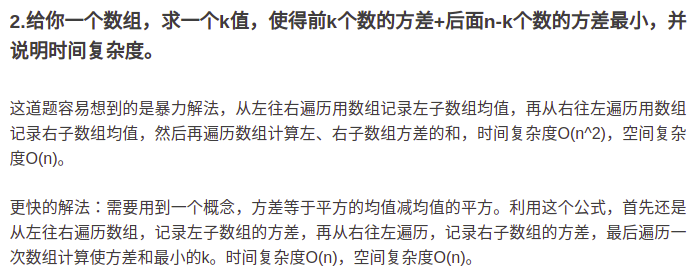 2.给你一个数组，求一个k值，使得前k个数的方差+后面n-k个数的方差最小，并
说明时间复杂度。
这道题容易想到的是暴力解法，从左往右遍历用数组记录左子数组均值，再从右往左遍历用数组
记录右子数组均值，然后再遍历数组计算左、右子数组方差的和，时间复杂度O(n^2)，空间复杂
度O(n)。
更快的解法：需要用到一个概念，方差等于平方的均值减均值的平方。利用这个公式，首先还是
从左往右遍历数组，记录左子数组的方差，再从右往左遍历，记录右子数组的方差，最后遍历一
次数组计算使方差和最小的k。时间复杂度O(n)，空间复杂度O(n)。